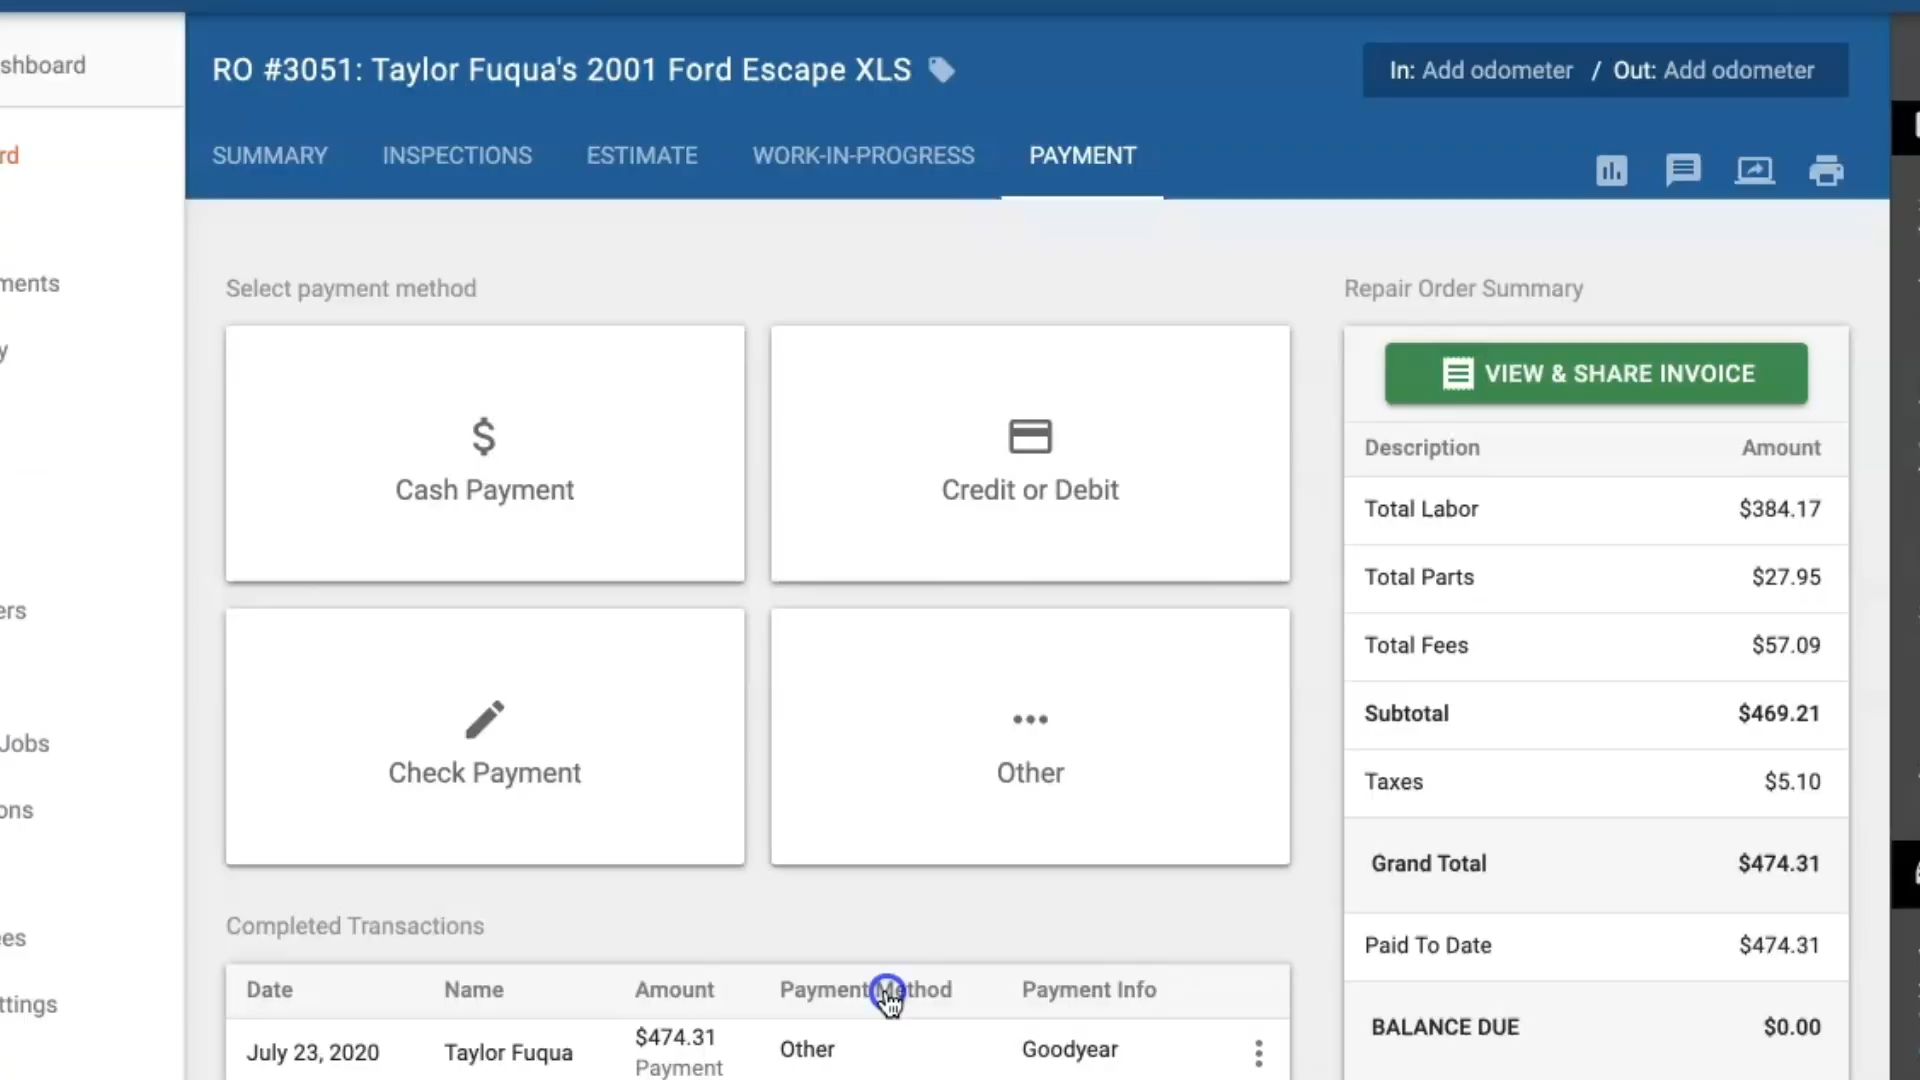 shboard
rd
ments
y
ers
Jobs
ons
ees
ttings
RO #3051: Taylor Fuqua's 2001 Ford Escape XLS
In: Add odometer / Out: Add odometer
SUMMARY INSPECTIONS ESTIMATE WORK-IN-PROGRESS PAYMENT
Select payment method
$
Cash Payment
Credit or Debit
Check Payment
Other
Completed Transactions
Date Name Amount Payment Method Payment Info
July 23, 2020 Taylor Fuqua $474.31 Other Goodyear
Payment
Repair Order Summary
VIEW & SHARE INVOICE
Description Amount
Total Labor $384.17
Total Parts $27.95
Total Fees $57.09
Subtotal $469.21
Taxes $5.10
Grand Total $474.31
Paid To Date $474.31
BALANCE DUE $0.00